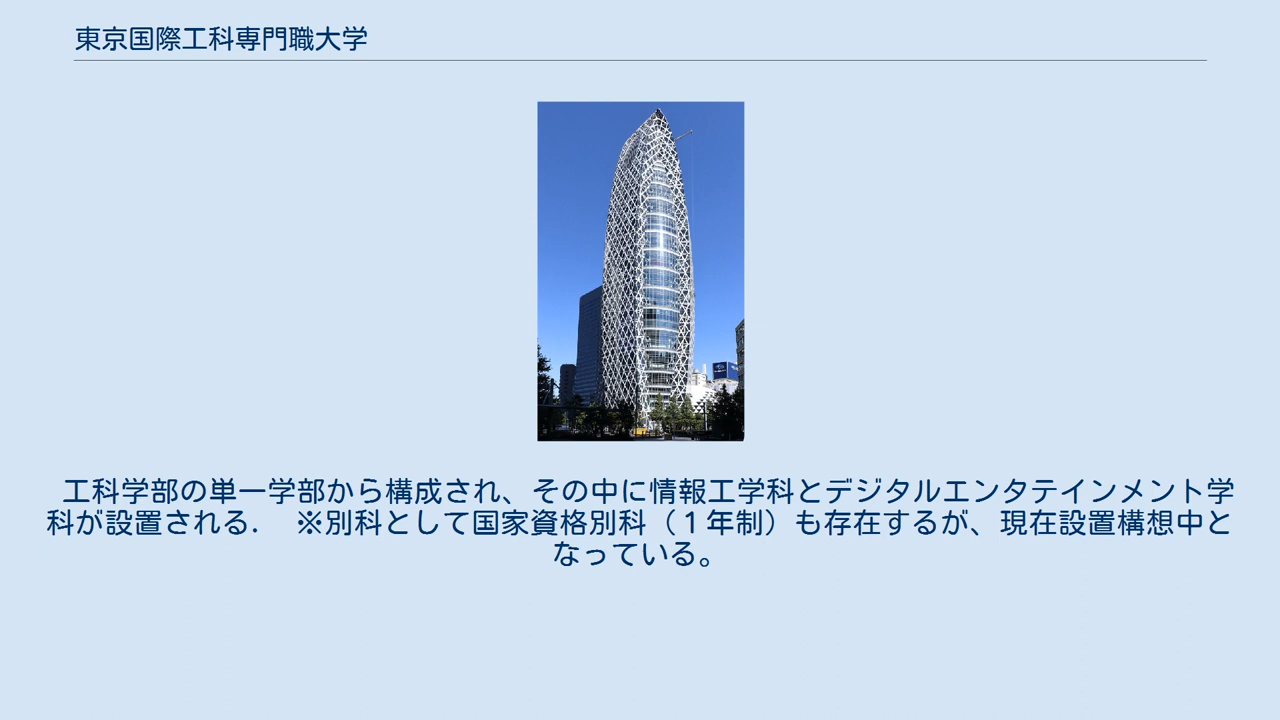 東京国際工科専門職大学
工科学部の単一学部から構成され、その中に情報工学科とデジタルエンタテインメント学
科が設置される.　※別科として国家資格別科（１年制）も存在するが、現在設置構想中と
なっている。